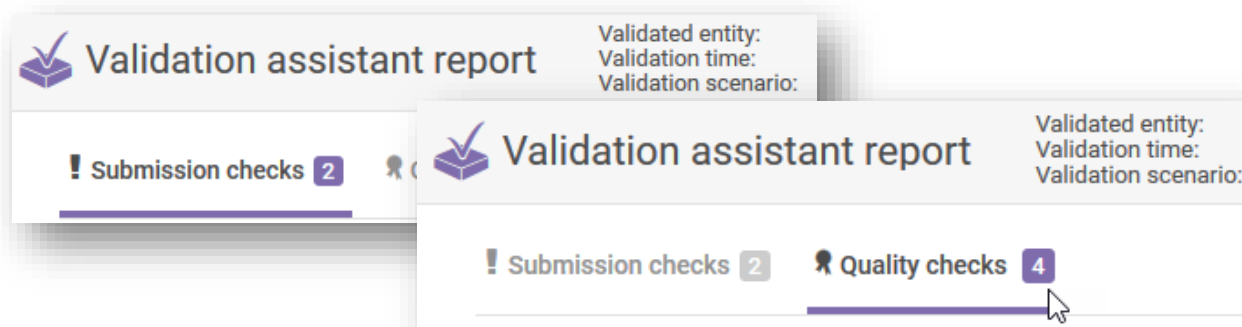 Validation assistant report
Validated entity:
Validation time:
Validation scenario:
Submission checks 2
Validation assistant report
Validated entity:
Validation time:
Validation scenario:
Submission checks 2
Quality checks 4